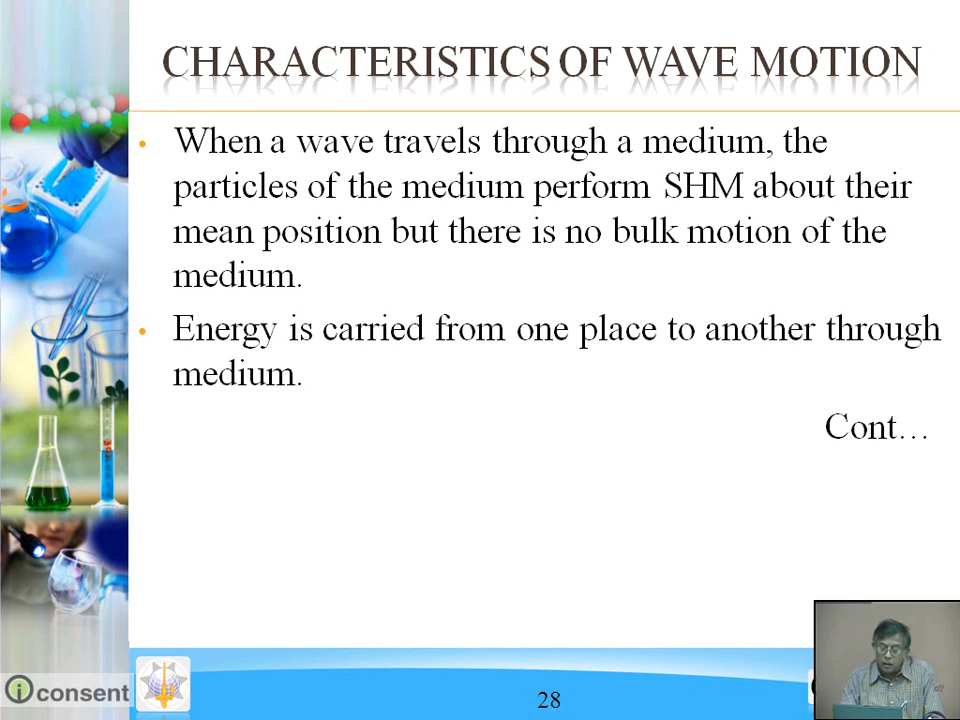 CHARACTERISTICS OF WAVE MOTION
• When a wave travels through a medium, the
particles of the medium perform SHM about their
mean position but there is no bulk motion of the
medium.
• Energy is carried from one place to another through
medium.
Cont…
i consent
28